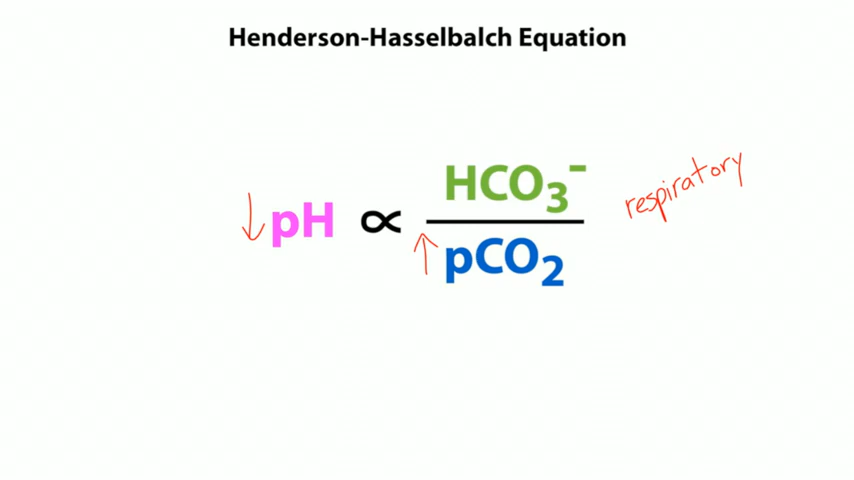 Henderson-Hasselbalch Equation
↓ pH ∝ HCO₃⁻
↑ pCO₂
respiratory